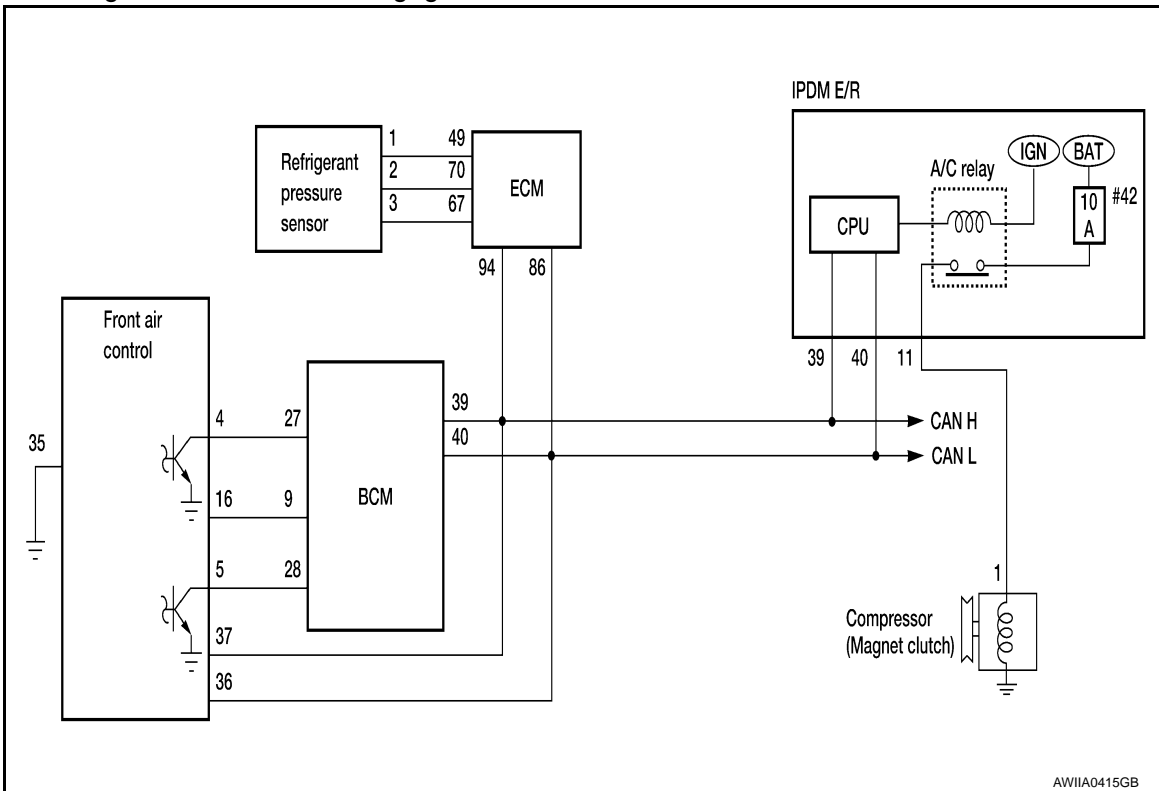 IPDM E/R
Refrigerant
pressure
sensor
1
2
3
49
70
67
ECM
94
86
A/C relay
IGN
BAT
10
A
#42
CPU
39
40
11
Front air
control
35
4
27
16
9
5
28
37
36
BCM
39
40
CAN H
CAN L
1
Compressor
(Magnet clutch)
AWIIA0415GB